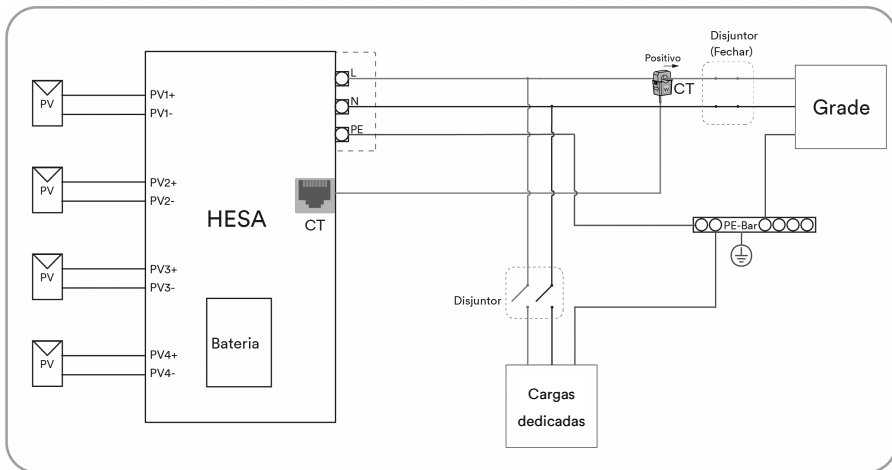 Disjuntor
(Fechar)
Positivo
CT
Grade
L
N
PE
PV
PV1+
PV1-
PV
PV2+
PV2-
HESA
CT
PE-Bar
PV
PV3+
PV3-
Disjuntor
Bateria
PV
PV4+
PV4-
Cargas
dedicadas